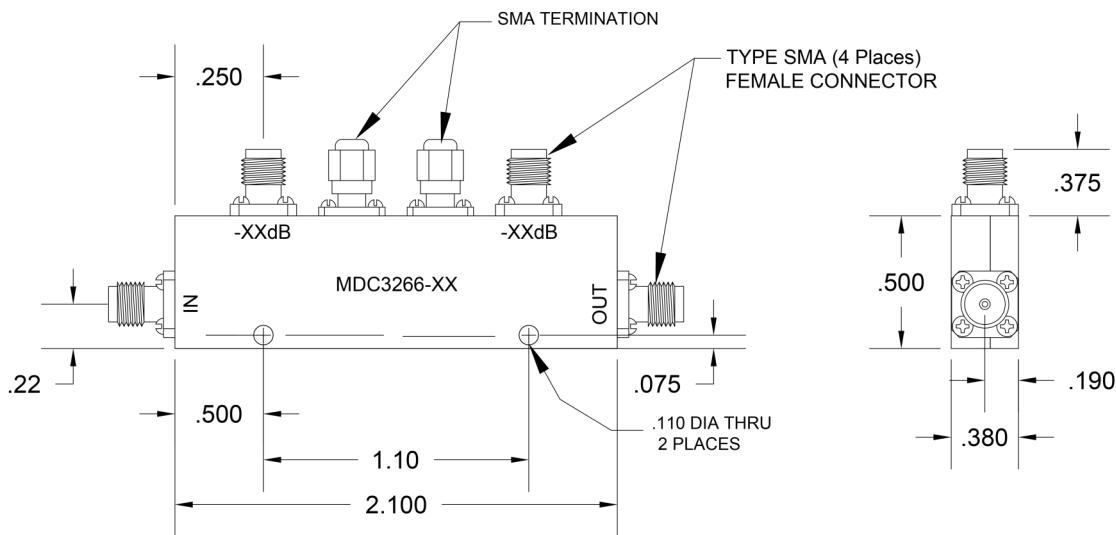 SMA TERMINATION
TYPE SMA (4 Places)
FEMALE CONNECTOR
.250
.375
-XXdB
-XXdB
MDC3266-XX
IN
OUT
.500
.22
.075
.190
.500
.110 DIA THRU
2 PLACES
.380
1.10
2.100